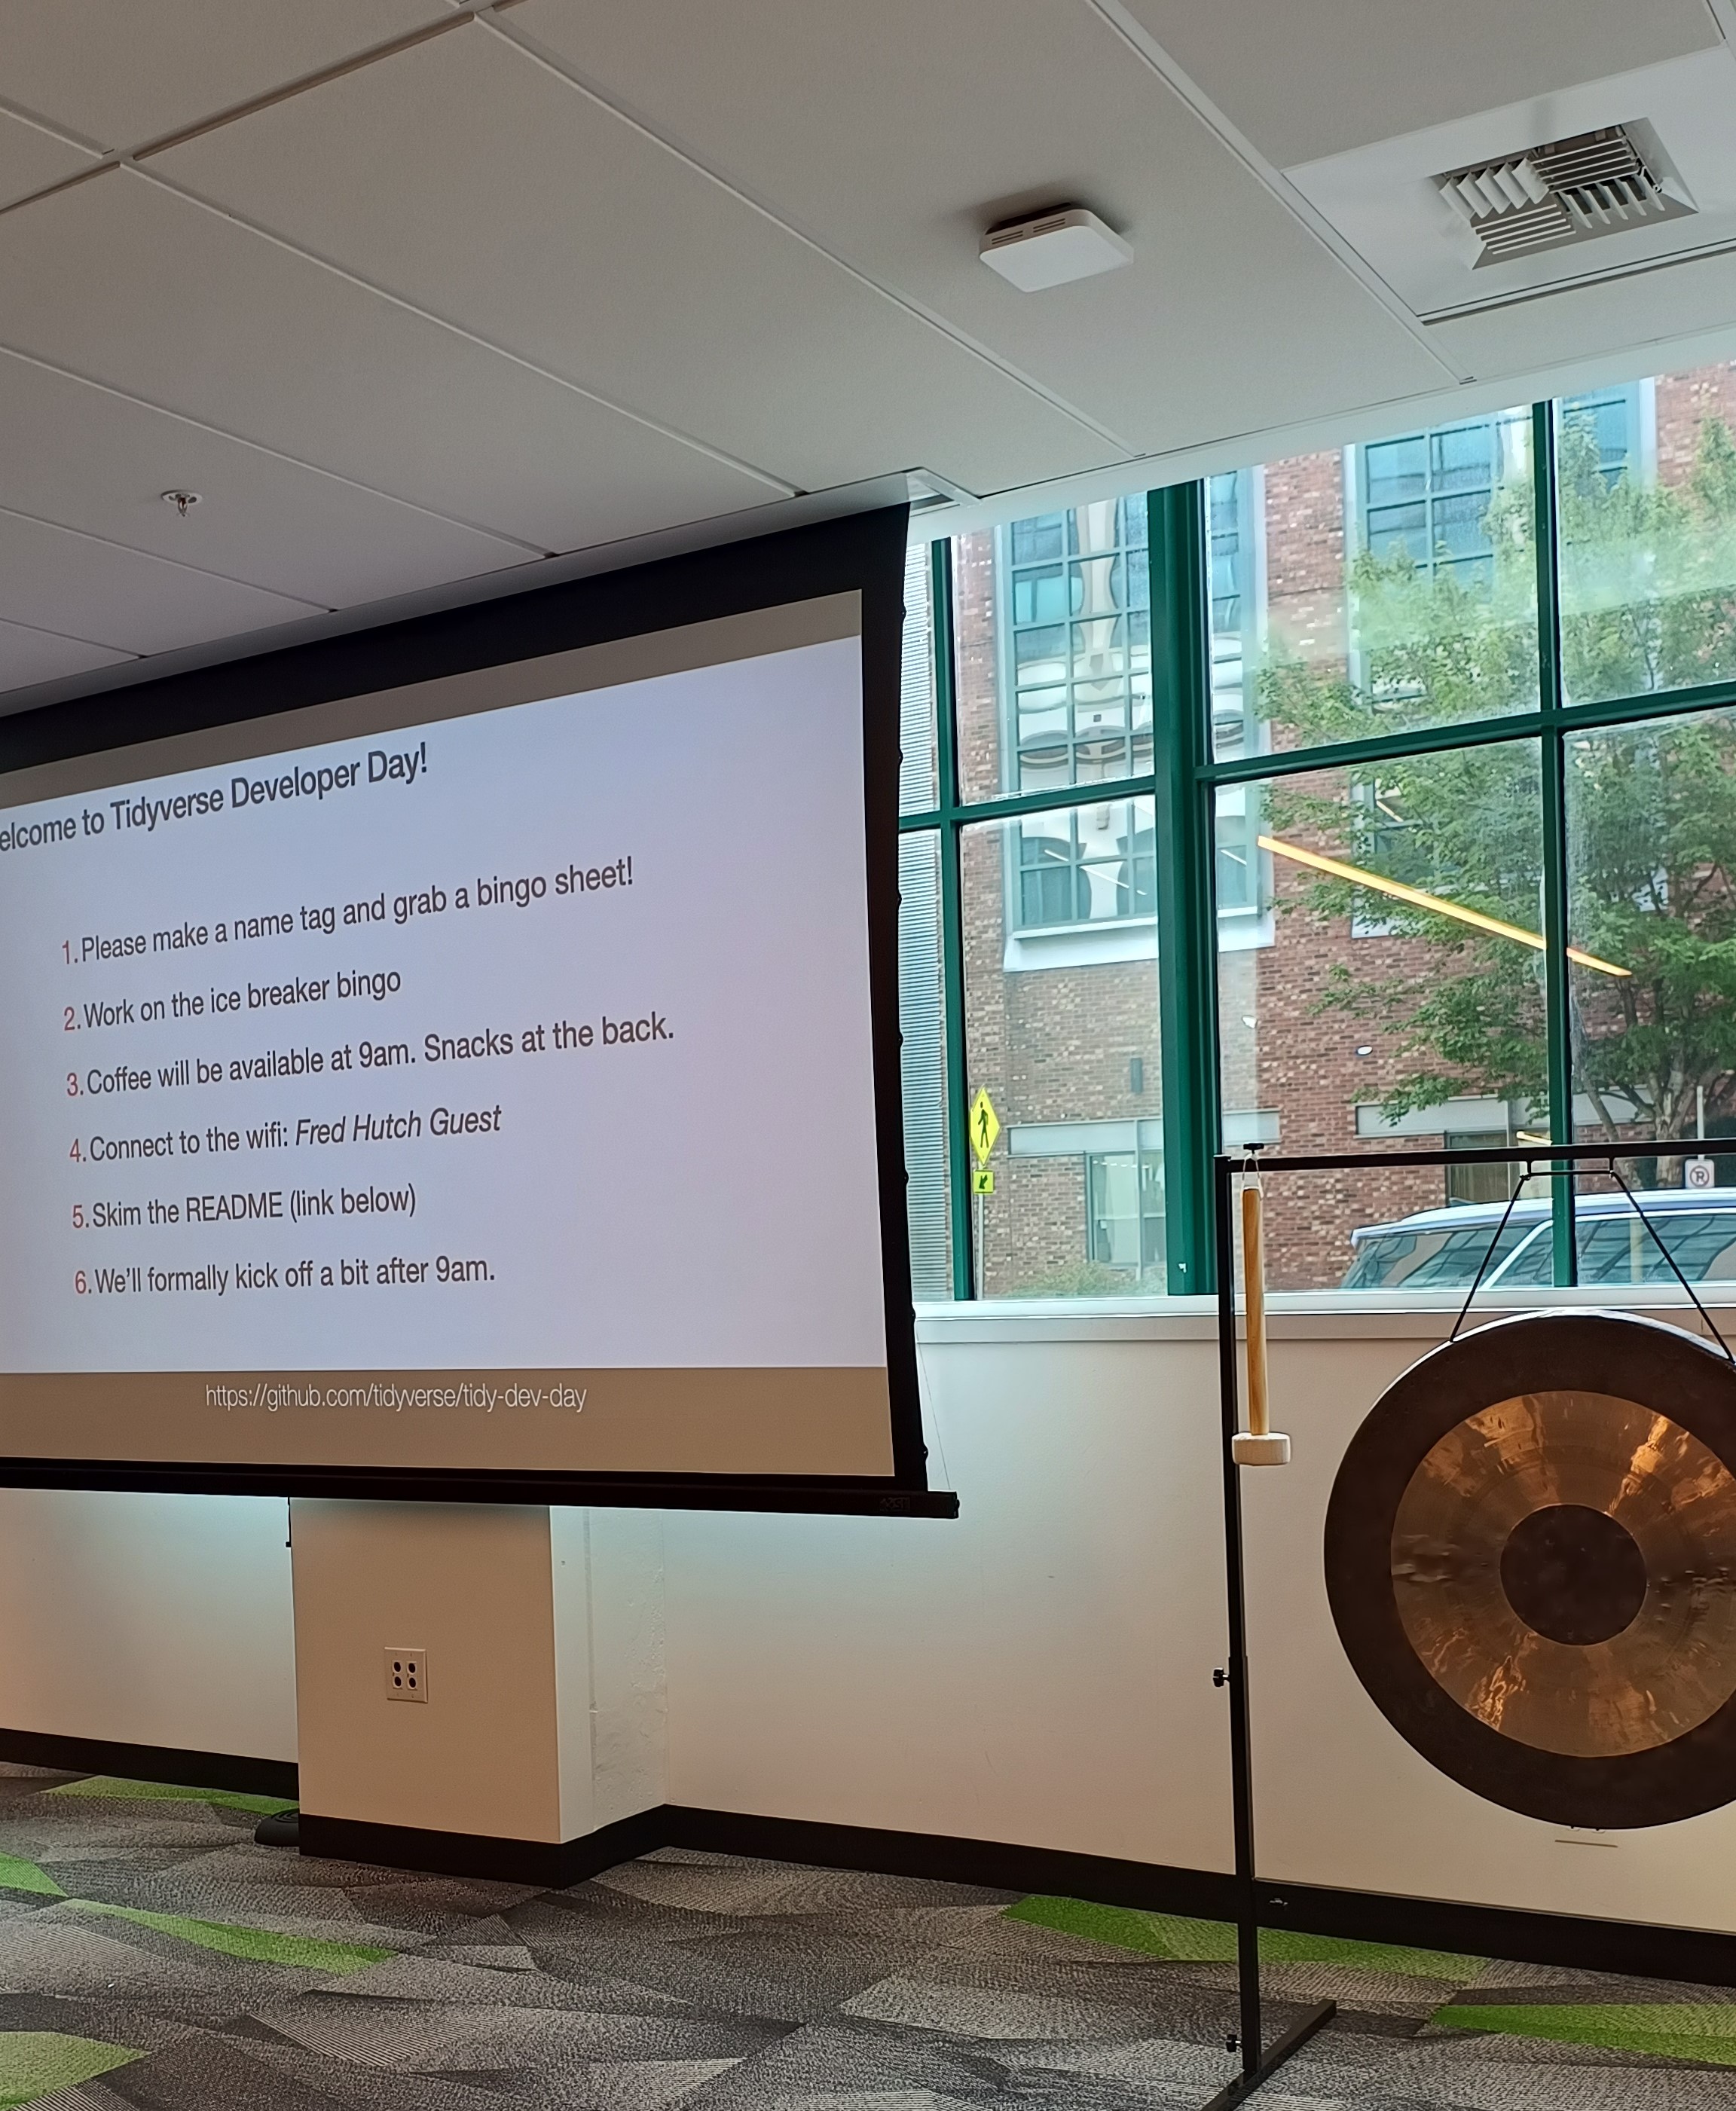 elcome to Tidyverse Developer Day!
1. Please make a name tag and grab a bingo sheet!
2. Work on the ice breaker bingo
3. Coffee will be available at 9am. Snacks at the back.
4. Connect to the wifi: Fred Hutch Guest
5. Skim the README (link below)
6. We'll formally kick off a bit after 9am.
https://github.com/tidyverse/tidy-dev-day